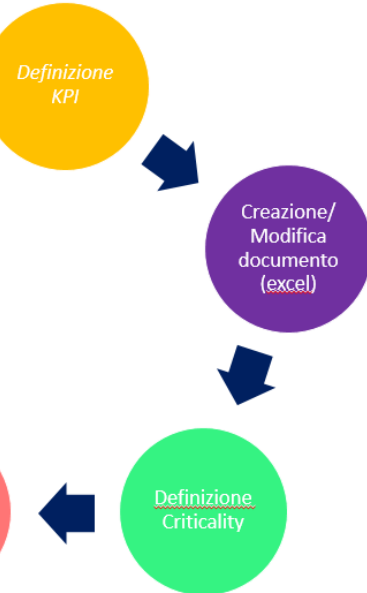 Definizione
KPI
Creazione/
Modifica
documento
(excel)
Definizione
Criticality